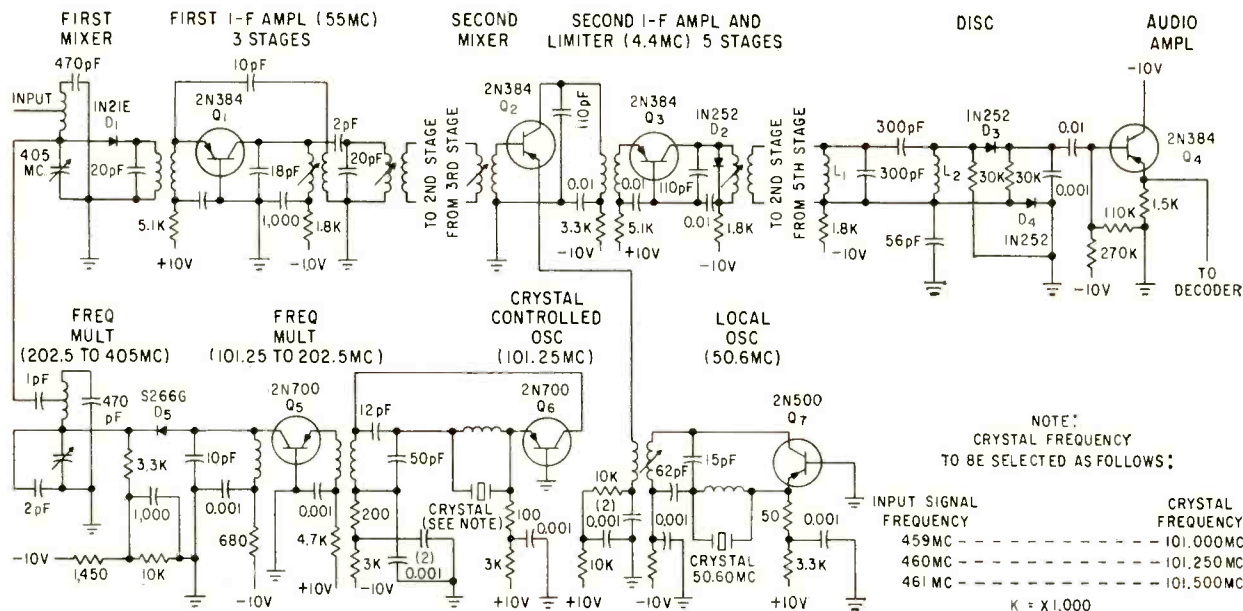 FIRST
MIXER
FIRST I-F AMPL (55MC)
3 STAGES
SECOND
MIXER
SECOND I-F AMPL AND
LIMITER (4.4MC) 5 STAGES
DISC
AUDIO
AMPL
470pF
INPUT
1N21E
D1
405
MC
20pF
10pF
2N384
Q1
18pF
5.1K
+10V
1,000
1.8K
-10V
2pF
20pF
TO 2ND STAGE
FROM 3RD STAGE
2N384
Q2
110pF
0.01
3.3K
-10V
2N384
Q3
1N252
D2
0.01
110pF
0.01
5.1K
+10V
1.8K
-10V
TO 2ND STAGE
FROM 5TH STAGE
L1
1.8K
-10V
300pF
300pF
L2
56pF
1N252
D3
30K
30K
0.001
D4
1N252
0.01
-10V
2N384
Q4
1.5K
110K
270K
-10V
TO
DECODER
FREQ
MULT
(202.5 TO 405MC)
FREQ
MULT
(101.25 TO 202.5MC)
CRYSTAL
CONTROLLED
OSC
(101.25MC)
LOCAL
OSC
(50.6MC)
1pF
470
pF
S266G
D5
3.3K
10pF
2pF
1,000
0.001
-10V
1,450
10K
680
-10V
2N700
Q5
0.001
4.7K
+10V
12pF
50pF
200
CRYSTAL
(SEE NOTE)
(2)
0.001
3K
-10V
2N700
Q6
100
0.001
3K
+10V
10K
(2)
0.001
10K
+10V
62pF
0.001
-10V
15pF
CRYSTAL
50.60MC
2N500
Q7
50
0.001
3.3K
+10V
NOTE:
CRYSTAL FREQUENCY
TO BE SELECTED AS FOLLOWS:
INPUT SIGNAL FREQUENCY CRYSTAL FREQUENCY
459MC - - - - - - - - - - - - - - 101.000MC
460MC - - - - - - - - - - - - - - 101.250MC
461MC - - - - - - - - - - - - - - 101.500MC
K = X1,000